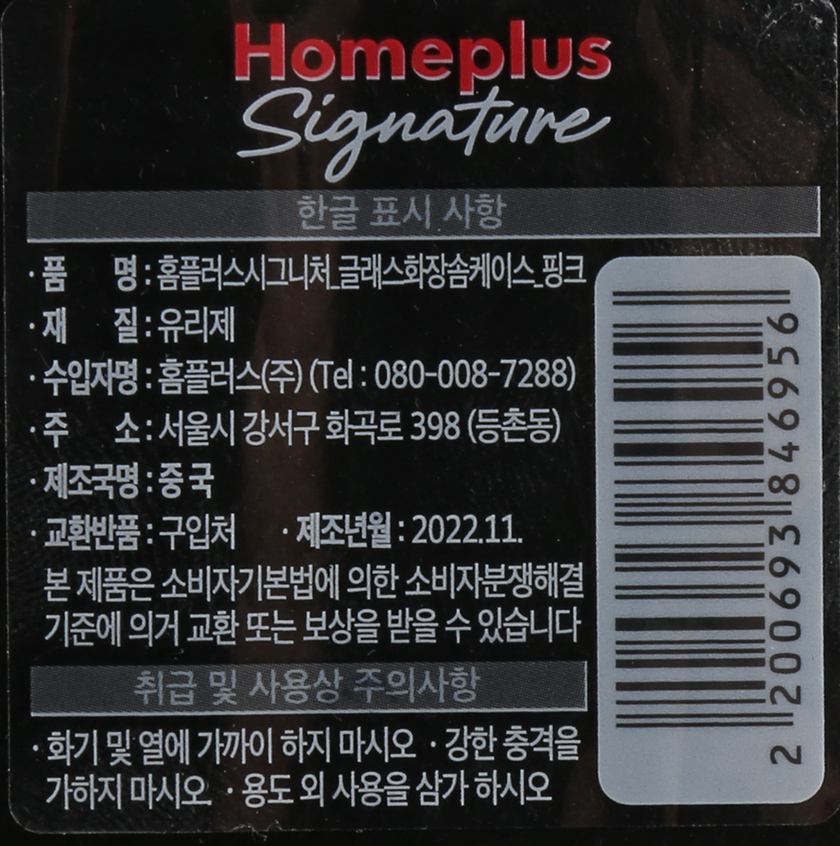 Homeplus
Signature
한글 표시 사항
· 품 명 : 홈플러스시그니처_글래스화장솜케이스_핑크
· 재 질 : 유리제
· 수입자명 : 홈플러스(주) (Tel : 080-008-7288)
· 주 소 : 서울시 강서구 화곡로 398 (등촌동)
· 제조국명 : 중국
· 교환반품 : 구입처 · 제조년월 : 2022.11.
본 제품은 소비자기본법에 의한 소비자분쟁해결
기준에 의거 교환 또는 보상을 받을 수 있습니다
취급 및 사용상 주의사항
· 화기 및 열에 가까이 하지 마시오 · 강한 충격을
가하지 마시오 · 용도 외 사용을 삼가 하시오
2 200693 846956